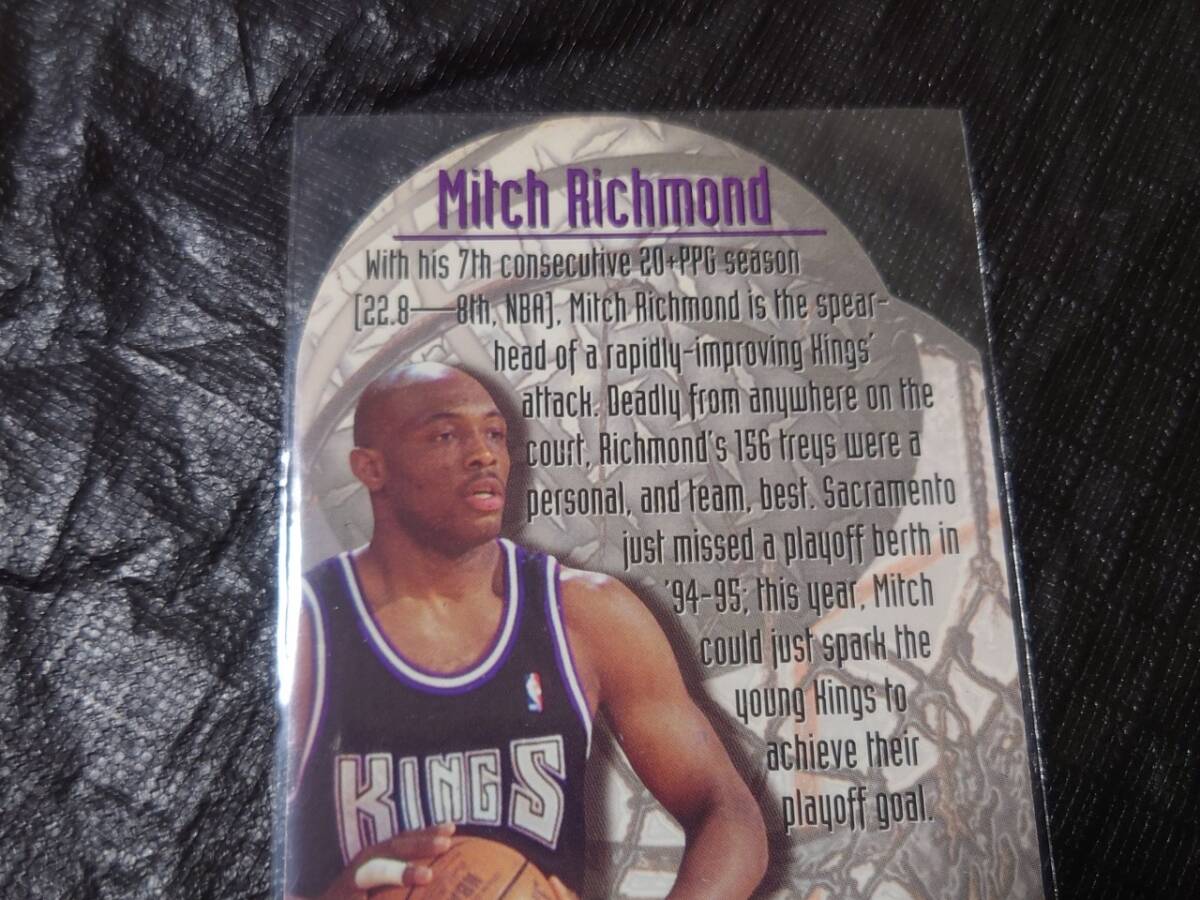 Mitch Richmond
With his 7th consecutive 20+PPG season
[22.8—8th, NBA], Mitch Richmond is the spear-
head of a rapidly-improving Kings'
attack. Deadly from anywhere on the
court, Richmond's 156 treys were a
personal, and team, best. Sacramento
just missed a playoff berth in
'94-95; this year, Mitch
could just spark the
young Kings to
achieve their
playoff goal.
KINGS